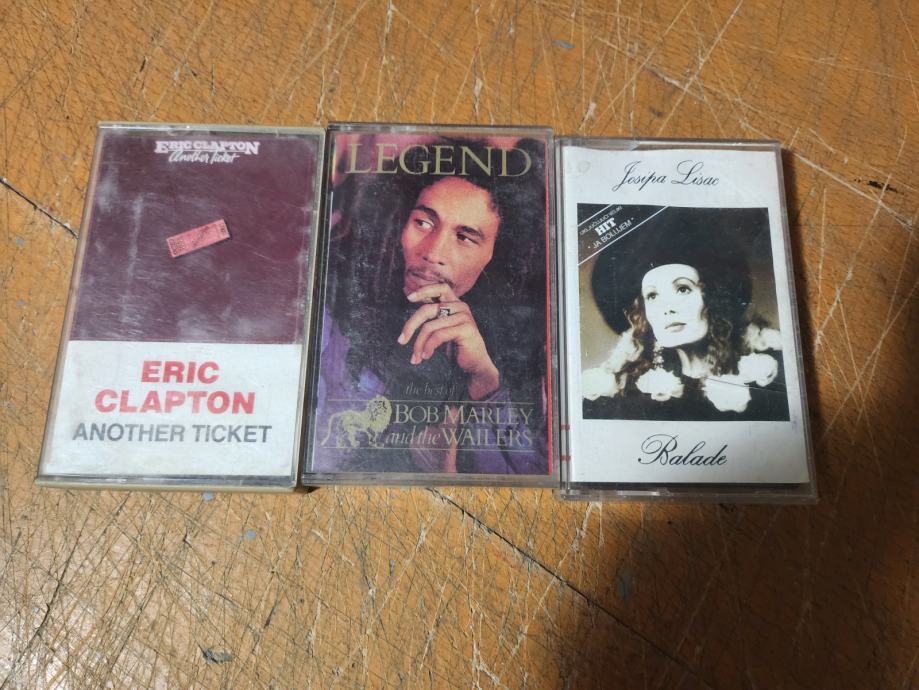 ERIC CLAPTON
Another Ticket
ERIC
CLAPTON
ANOTHER TICKET
LEGEND
the best of
BOB MARLEY
and the WAILERS
Josipa Lisac
HIT
"JA BOLUJEM"
Balade